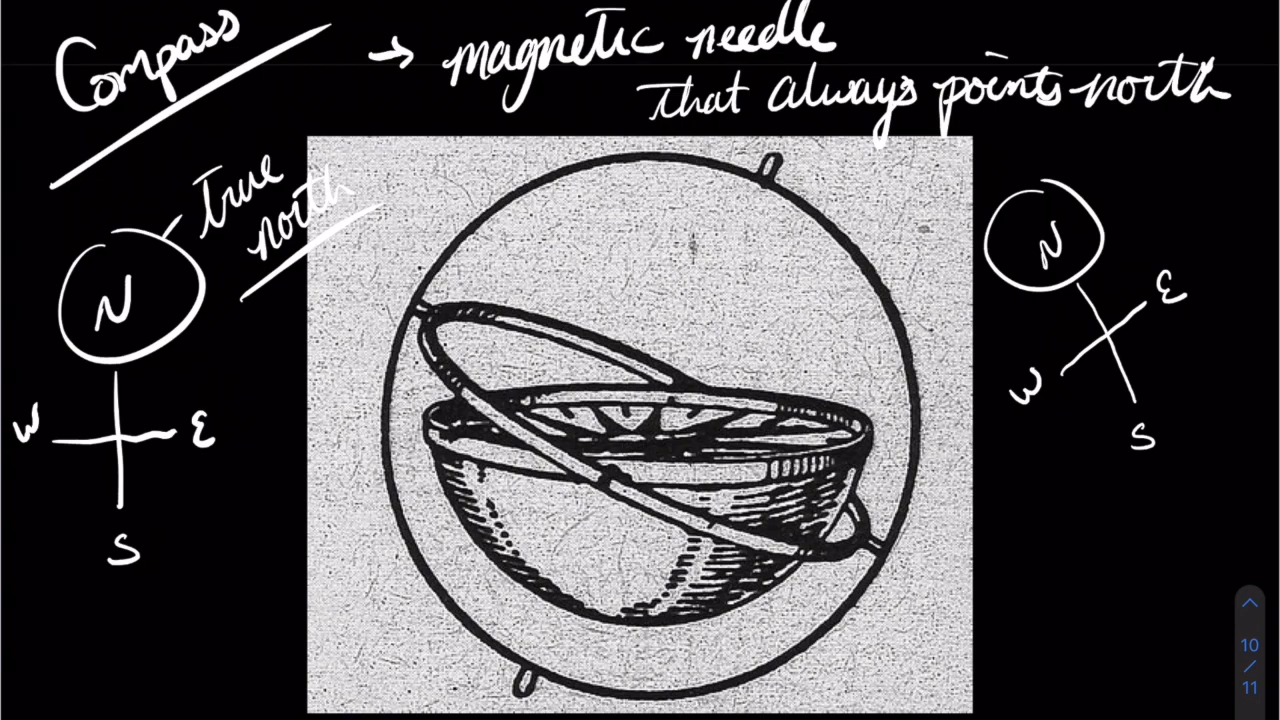 Compass → magnetic needle
that always points north
true
north
N
W
E
S
N
E
W
S
10
/
11